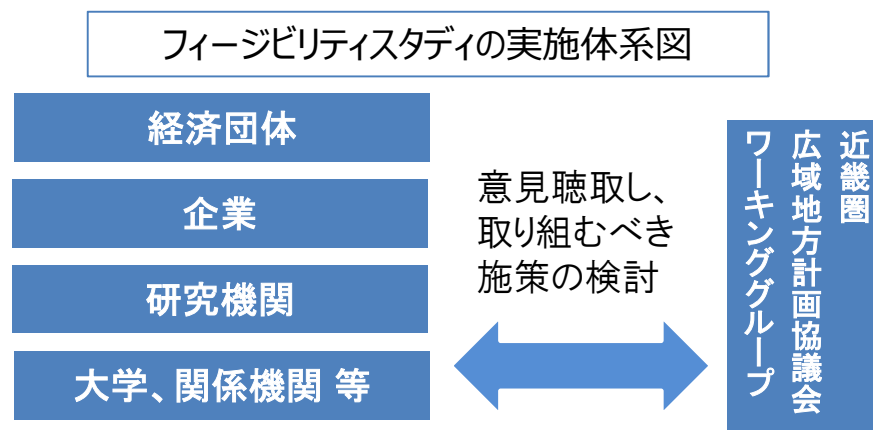 フィージビリティスタディの実施体系図
経済団体
企業
研究機関
大学、関係機関 等
意見聴取し、
取り組むべき
施策の検討
近畿圏
広域地方計画協議会
ワーキンググループ